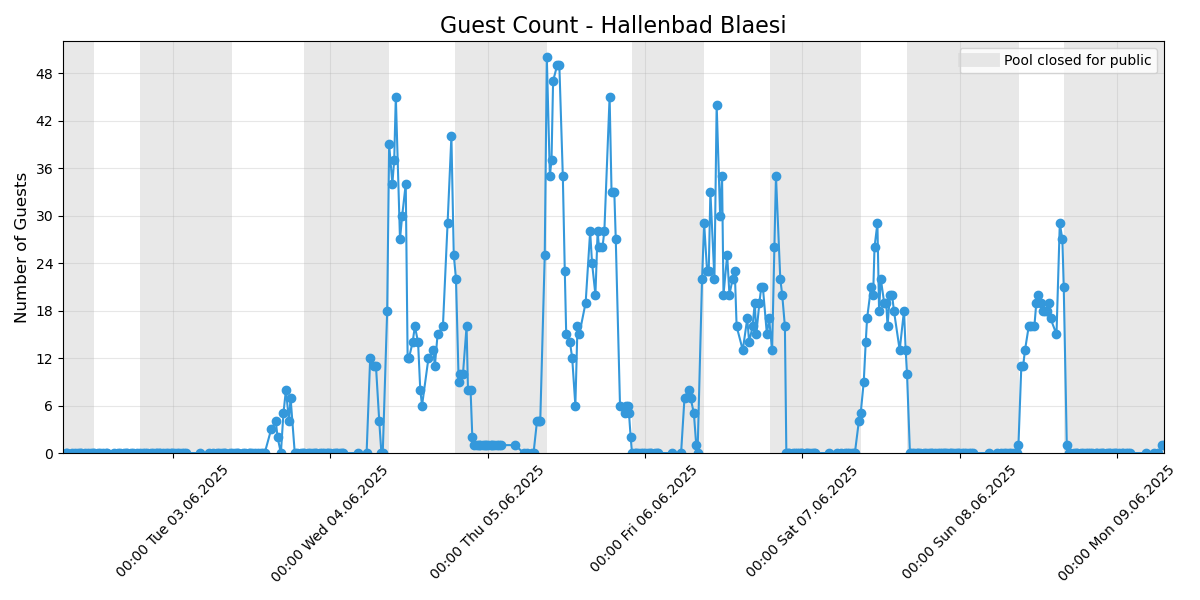 Guest Count - Hallenbad Blaesi
Pool closed for public
Number of Guests
48
42
36
30
24
18
12
6
0
00:00 Tue 03.06.2025
00:00 Wed 04.06.2025
00:00 Thu 05.06.2025
00:00 Fri 06.06.2025
00:00 Sat 07.06.2025
00:00 Sun 08.06.2025
00:00 Mon 09.06.2025